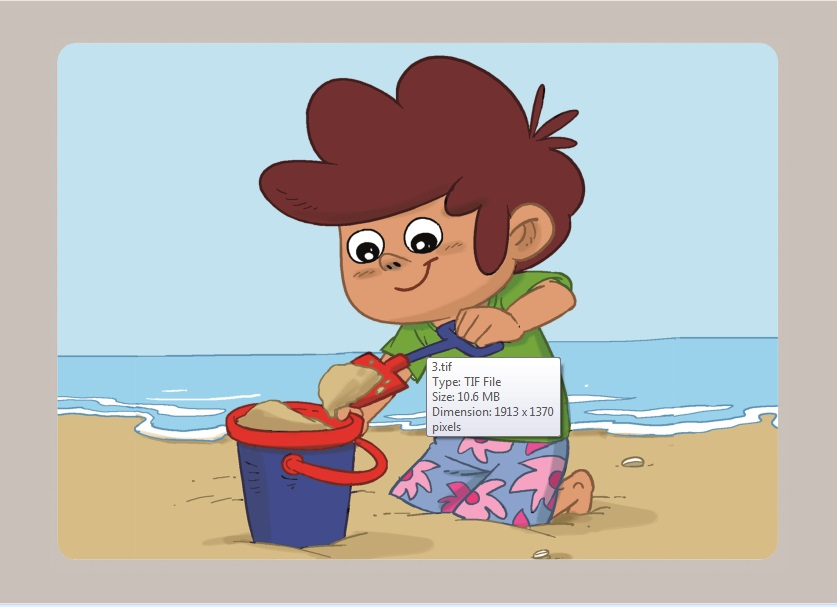 3.tif
Type: TIF File
Size: 10.6 MB
Dimension: 1913 x 1370
pixels